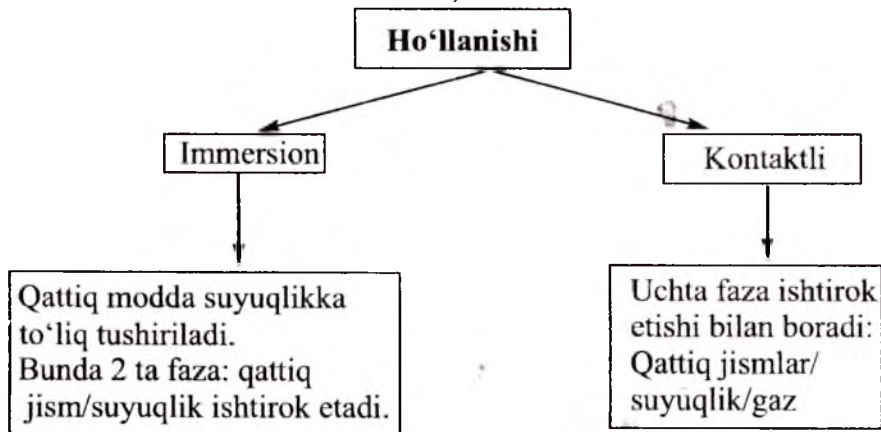 Ho‘llanishi
Immersion
Kontaktli
Qattiq modda suyuqlikka
to‘liq tushiriladi.
Bunda 2 ta faza: qattiq
jism/suyuqlik ishtirok etadi.
Uchta faza ishtirok
etishi bilan boradi:
Qattiq jismlar/
suyuqlik/gaz